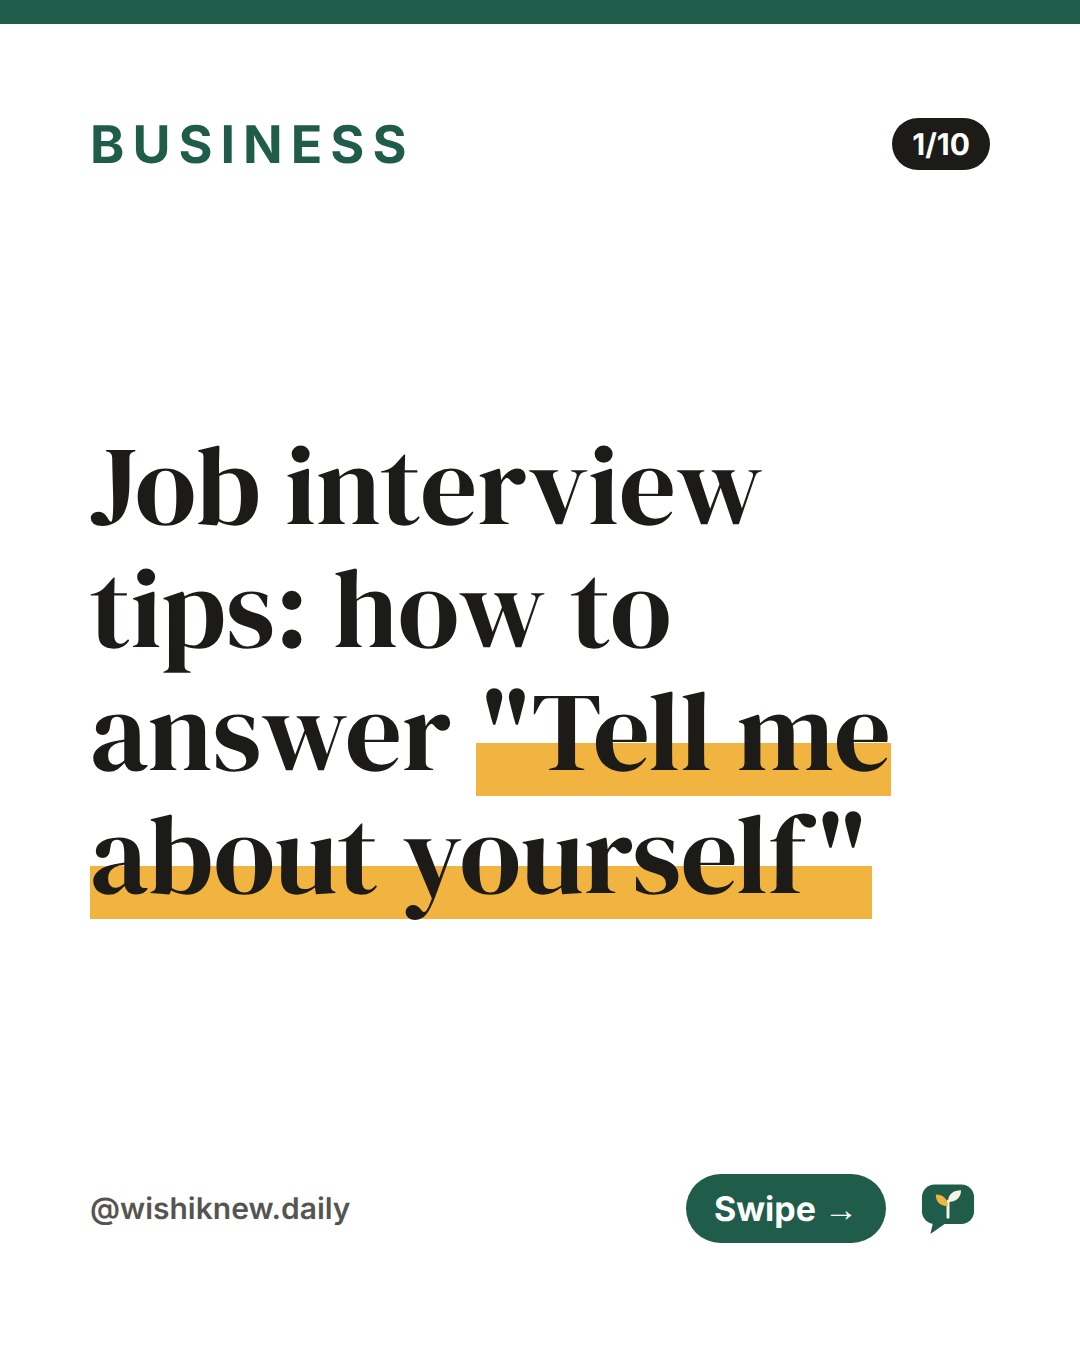 BUSINESS
1/10
Job interview
tips: how to
answer "Tell me
about yourself"
@wishiknew.daily
Swipe →